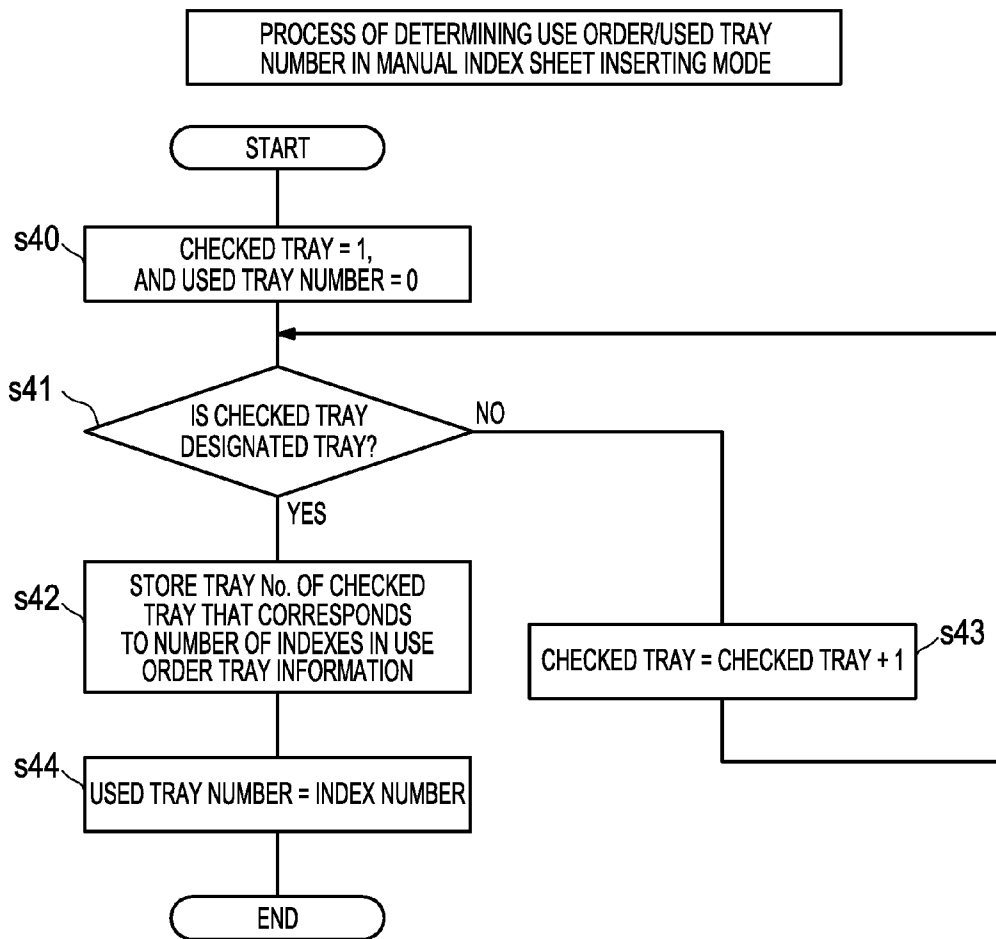 PROCESS OF DETERMINING USE ORDER/USED TRAY
NUMBER IN MANUAL INDEX SHEET INSERTING MODE
START
s40
CHECKED TRAY = 1,
AND USED TRAY NUMBER = 0
s41
IS CHECKED TRAY
DESIGNATED TRAY?
NO
YES
s42
STORE TRAY No. OF CHECKED
TRAY THAT CORRESPONDS
TO NUMBER OF INDEXES IN USE
ORDER TRAY INFORMATION
s43
CHECKED TRAY = CHECKED TRAY + 1
s44
USED TRAY NUMBER = INDEX NUMBER
END